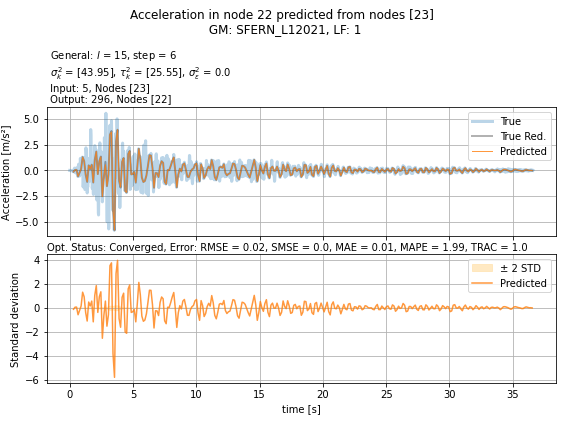 Acceleration in node 22 predicted from nodes [23]
GM: SFERN_L12021, LF: 1
General: l = 15, step = 6
σ²ₖ = [43.95], τ²ₖ = [25.55], σ²ε = 0.0
Input: 5, Nodes [23]
Output: 296, Nodes [22]
Acceleration [m/s²]
5.0
2.5
0.0
−2.5
−5.0
True
True Red.
Predicted
Opt. Status: Converged, Error: RMSE = 0.02, SMSE = 0.0, MAE = 0.01, MAPE = 1.99, TRAC = 1.0
Standard deviation
4
2
0
−2
−4
−6
± 2 STD
Predicted
0 5 10 15 20 25 30 35
time [s]